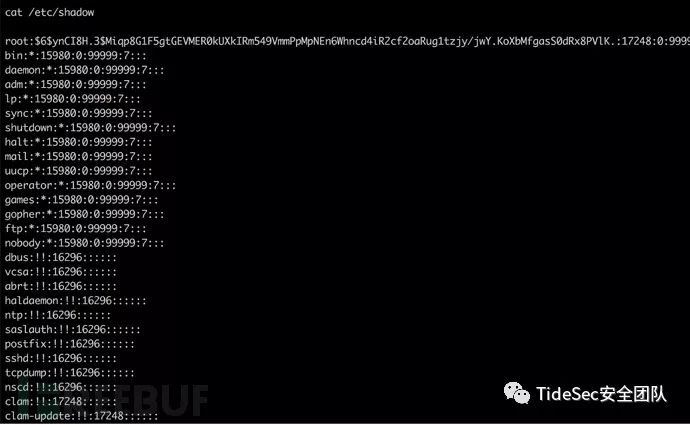 cat /etc/shadow
root:$6$ynCI8H.3$Miqp8G1F5gtGEVMER0kUXkIRm549VmmPpMpNEn6Whncd4iR2cf2oaRug1tzjy/jwY.KoXbMfgasS0dRx8PVlK.:17248:0:9999
bin:*:15980:0:99999:7:::
daemon:*:15980:0:99999:7:::
adm:*:15980:0:99999:7:::
lp:*:15980:0:99999:7:::
sync:*:15980:0:99999:7:::
shutdown:*:15980:0:99999:7:::
halt:*:15980:0:99999:7:::
mail:*:15980:0:99999:7:::
uucp:*:15980:0:99999:7:::
operator:*:15980:0:99999:7:::
games:*:15980:0:99999:7:::
gopher:*:15980:0:99999:7:::
ftp:*:15980:0:99999:7:::
nobody:*:15980:0:99999:7:::
dbus:!!:16296::::::
vcsa:!!:16296::::::
abrt:!!:16296::::::
haldaemon:!!:16296::::::
ntp:!!:16296::::::
saslauth:!!:16296::::::
postfix:!!:16296::::::
sshd:!!:16296::::::
tcpdump:!!:16296::::::
nscd:!!:16296::::::
clam:!!:17248::::::
clam-update:!!:17248::::::
TideSec安全团队